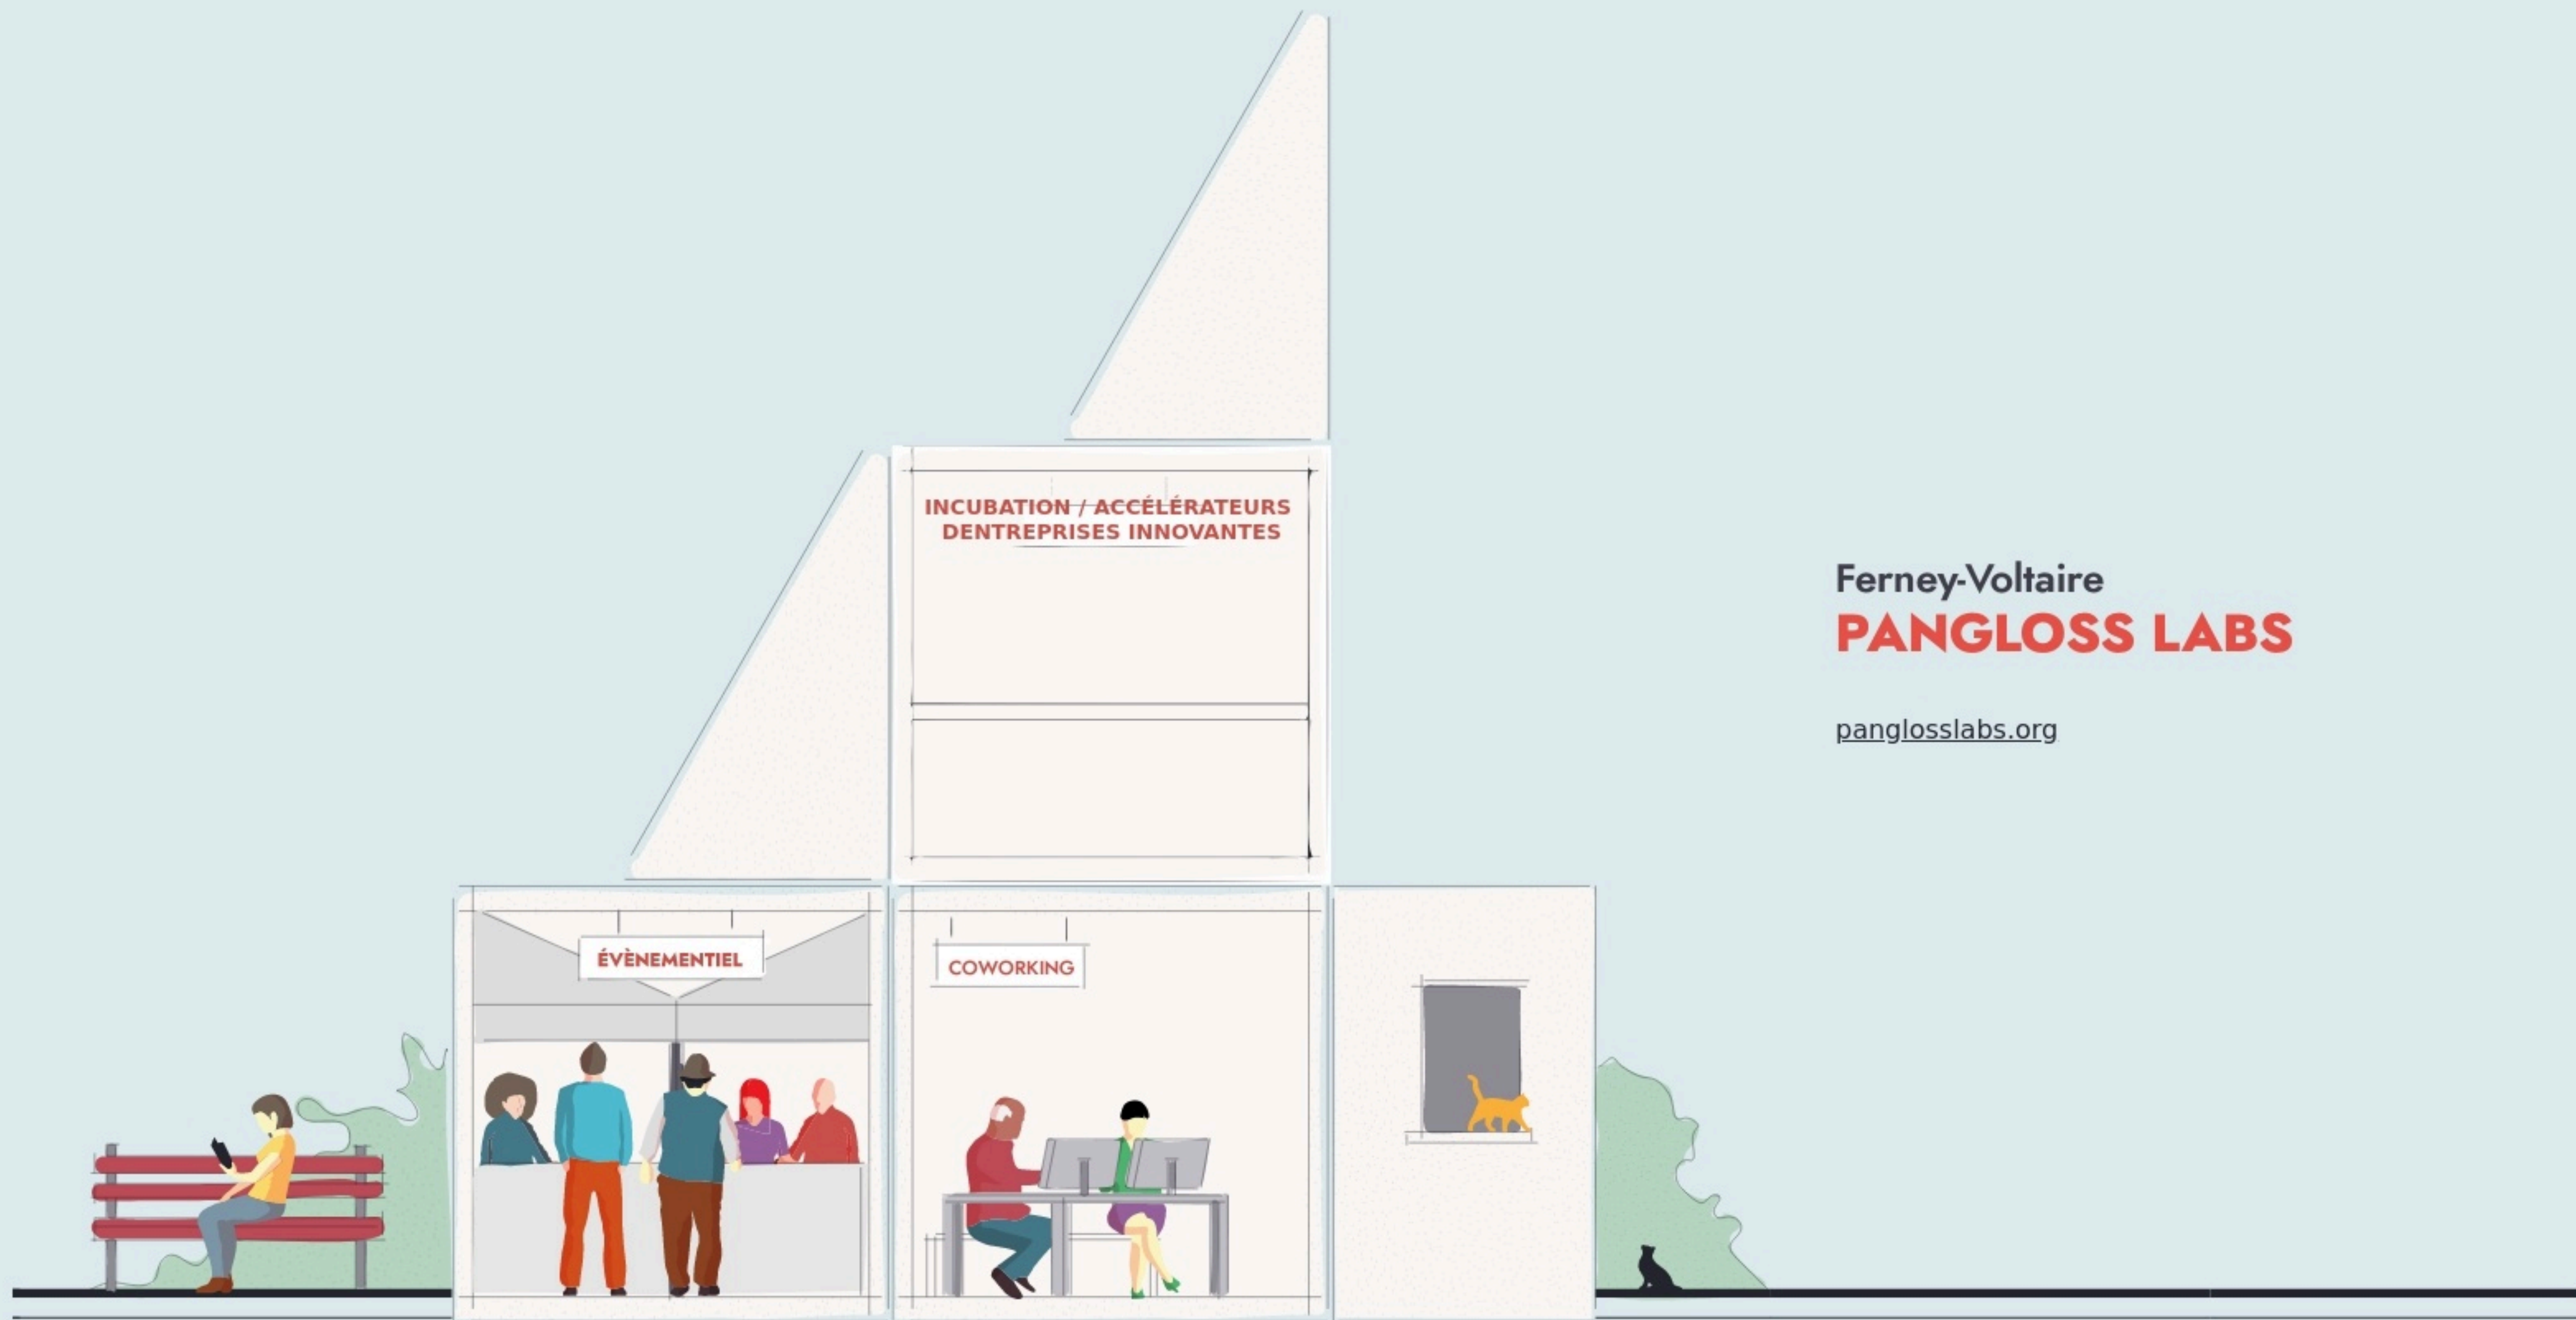 INCUBATION / ACCÉLÉRATEURS
DENTREPRISES INNOVANTES
Ferney-Voltaire
PANGLOSS LABS
panglosslabs.org
ÉVÈNEMENTIEL
COWORKING